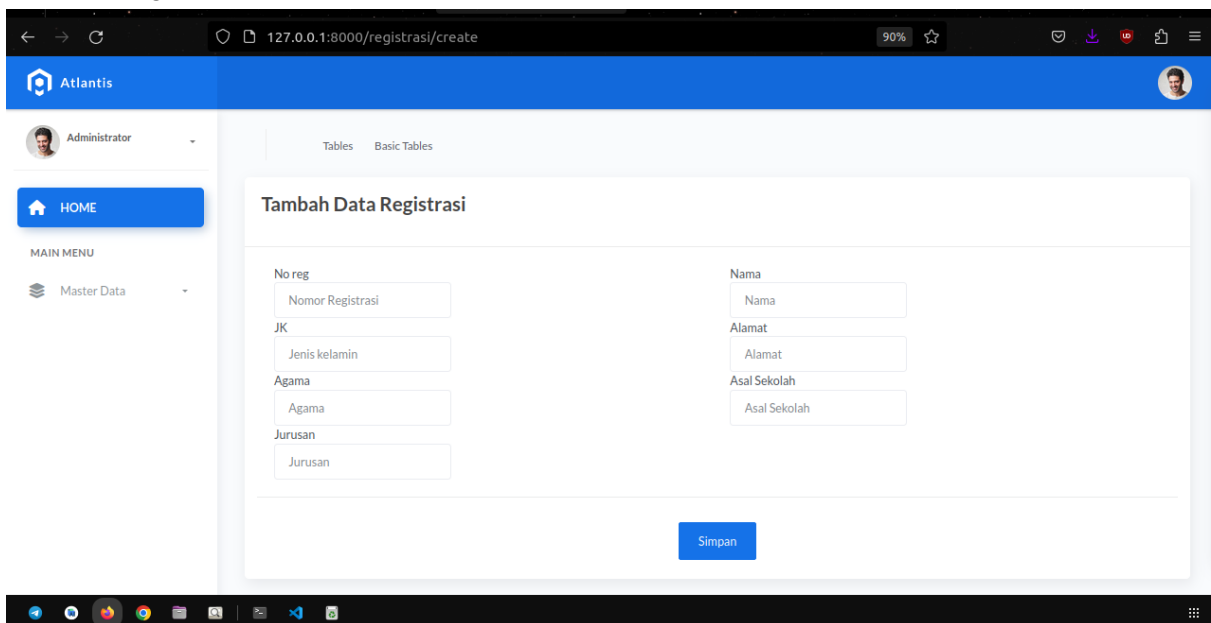 127.0.0.1:8000/registrasi/create 90%
Atlantis
Administrator
Tables Basic Tables
HOME
Tambah Data Registrasi
MAIN MENU
Master Data
No reg Nama
Nomor Registrasi Nama
JK Alamat
Jenis kelamin Alamat
Agama Asal Sekolah
Agama Asal Sekolah
Jurusan
Jurusan
Simpan